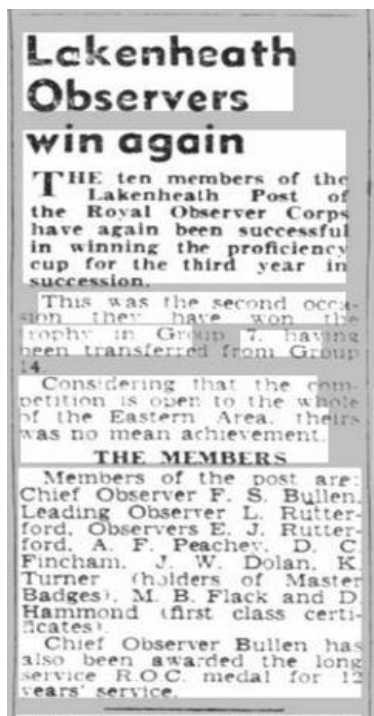 Lakenheath
Observers
win again
THE ten members of the
Lakenheath Post of
the Royal Observer Corps
have again been successful
in winning the proficiency
cup for the third year in
succession.
This was the second occa-
sion they have won the
trophy in Group 7, having
been transferred from Group
14.
Considering that the com-
petition is open to the whole
of the Eastern Area, theirs
was no mean achievement.
THE MEMBERS
Members of the post are:
Chief Observer F. S. Bullen,
Leading Observer L. Rutter-
ford, Observers E. J. Rutter-
ford, A. F. Peachey, D. C.
Fincham, J. W. Dolan, K.
Turner (holders of Master
Badges), M. B. Flack and D.
Hammond (first class certi-
ficates).
Chief Observer Bullen has
also been awarded the long
service R.O.C. medal for 12
years' service.